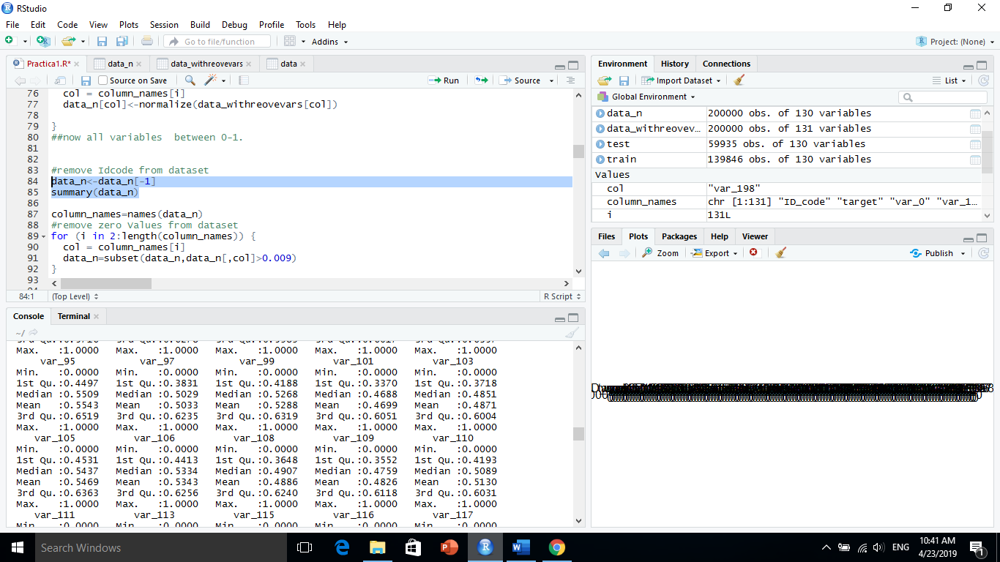 RStudio
File Edit Code View Plots Session Build Debug Profile Tools Help
Go to file/function Addins Project: (None)
Practica1.R* data_n data_withreovevars data
Source on Save Run Source
76 col = column_names[i]
77 data_n[col]<-normalize(data_withreovevars[col])
78
79 }
80 ##now all variables  between 0-1.
81
82
83 #remove Idcode from dataset
84 data_n<-data_n[-1]
85 summary(data_n)
86
87 column_names=names(data_n)
88 #remove zero Values from dataset
89 for (i in 2:length(column_names)) {
90 col = column_names[i]
91 data_n=subset(data_n,data_n[,col]>0.009)
92 }
93
84:1 (Top Level) R Script
Console Terminal
~/
Max. :1.0000 Max. :1.0000 Max. :1.0000 Max. :1.0000 Max. :1.0000
var_95 var_97 var_99 var_101 var_103
Min. :0.0000 Min. :0.0000 Min. :0.0000 Min. :0.0000 Min. :0.0000
1st Qu.:0.4497 1st Qu.:0.3831 1st Qu.:0.4188 1st Qu.:0.3370 1st Qu.:0.3718
Median :0.5509 Median :0.5029 Median :0.5268 Median :0.4688 Median :0.4851
Mean :0.5543 Mean :0.5033 Mean :0.5288 Mean :0.4699 Mean :0.4871
3rd Qu.:0.6519 3rd Qu.:0.6235 3rd Qu.:0.6319 3rd Qu.:0.6051 3rd Qu.:0.6004
Max. :1.0000 Max. :1.0000 Max. :1.0000 Max. :1.0000 Max. :1.0000
var_105 var_106 var_108 var_109 var_110
Min. :0.0000 Min. :0.0000 Min. :0.0000 Min. :0.0000 Min. :0.0000
1st Qu.:0.4531 1st Qu.:0.4413 1st Qu.:0.3648 1st Qu.:0.3552 1st Qu.:0.4193
Median :0.5437 Median :0.5334 Median :0.4907 Median :0.4759 Median :0.5089
Mean :0.5469 Mean :0.5343 Mean :0.4886 Mean :0.4826 Mean :0.5130
3rd Qu.:0.6363 3rd Qu.:0.6256 3rd Qu.:0.6240 3rd Qu.:0.6118 3rd Qu.:0.6031
Max. :1.0000 Max. :1.0000 Max. :1.0000 Max. :1.0000 Max. :1.0000
var_111 var_113 var_115 var_116 var_117
Min. :0.0000 Min. :0.0000 Min. :0.0000 Min. :0.0000 Min. :0.0000
Environment History Connections
Import Dataset List
Global Environment
data_n 200000 obs. of 130 variables
data_withreovev... 200000 obs. of 131 variables
test 59935 obs. of 130 variables
train 139846 obs. of 130 variables
Values
col "var_198"
column_names chr [1:131] "ID_code" "target" "var_0" "var_1...
i 131L
Files Plots Packages Help Viewer
Zoom Export Publish
Search Windows
ENG
10:41 AM
4/23/2019
1